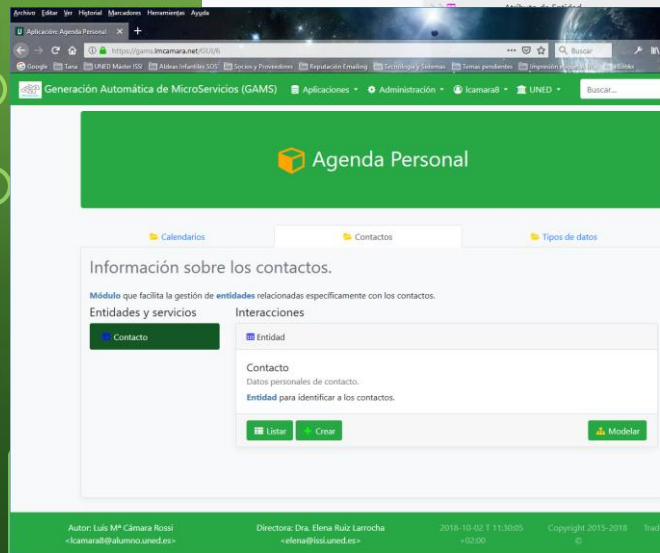 Atributo de Entidad
Archivo Editar Ver Historial Marcadores Herramientas Ayuda
Aplicación: Agenda Personal
https://gams.lmcamara.net/GUI/6
Buscar
Google Tana UNED Máster ISSI Aldeas Infantiles SOS Socios y Proveedores Reputación Emailing Tecnología y Sistemas Temas pendientes
Generación Automática de MicroServicios (GAMS) Aplicaciones Administración lcamara8 UNED Buscar...
Agenda Personal
Calendarios Contactos Tipos de datos
Información sobre los contactos.
Módulo que facilita la gestión de entidades relacionadas específicamente con los contactos.
Entidades y servicios Interacciones
Contacto Entidad
Contacto
Datos personales de contacto.
Entidad para identificar a los contactos.
Listar Crear Modelar
Autor: Luis Mª Cámara Rossi Directora: Dra. Elena Ruiz Larrocha 2018-10-02 T 11:30:05 Copyright 2015-2018
<lcamara8@alumno.uned.es> <elena@issi.uned.es> +02:00 ©